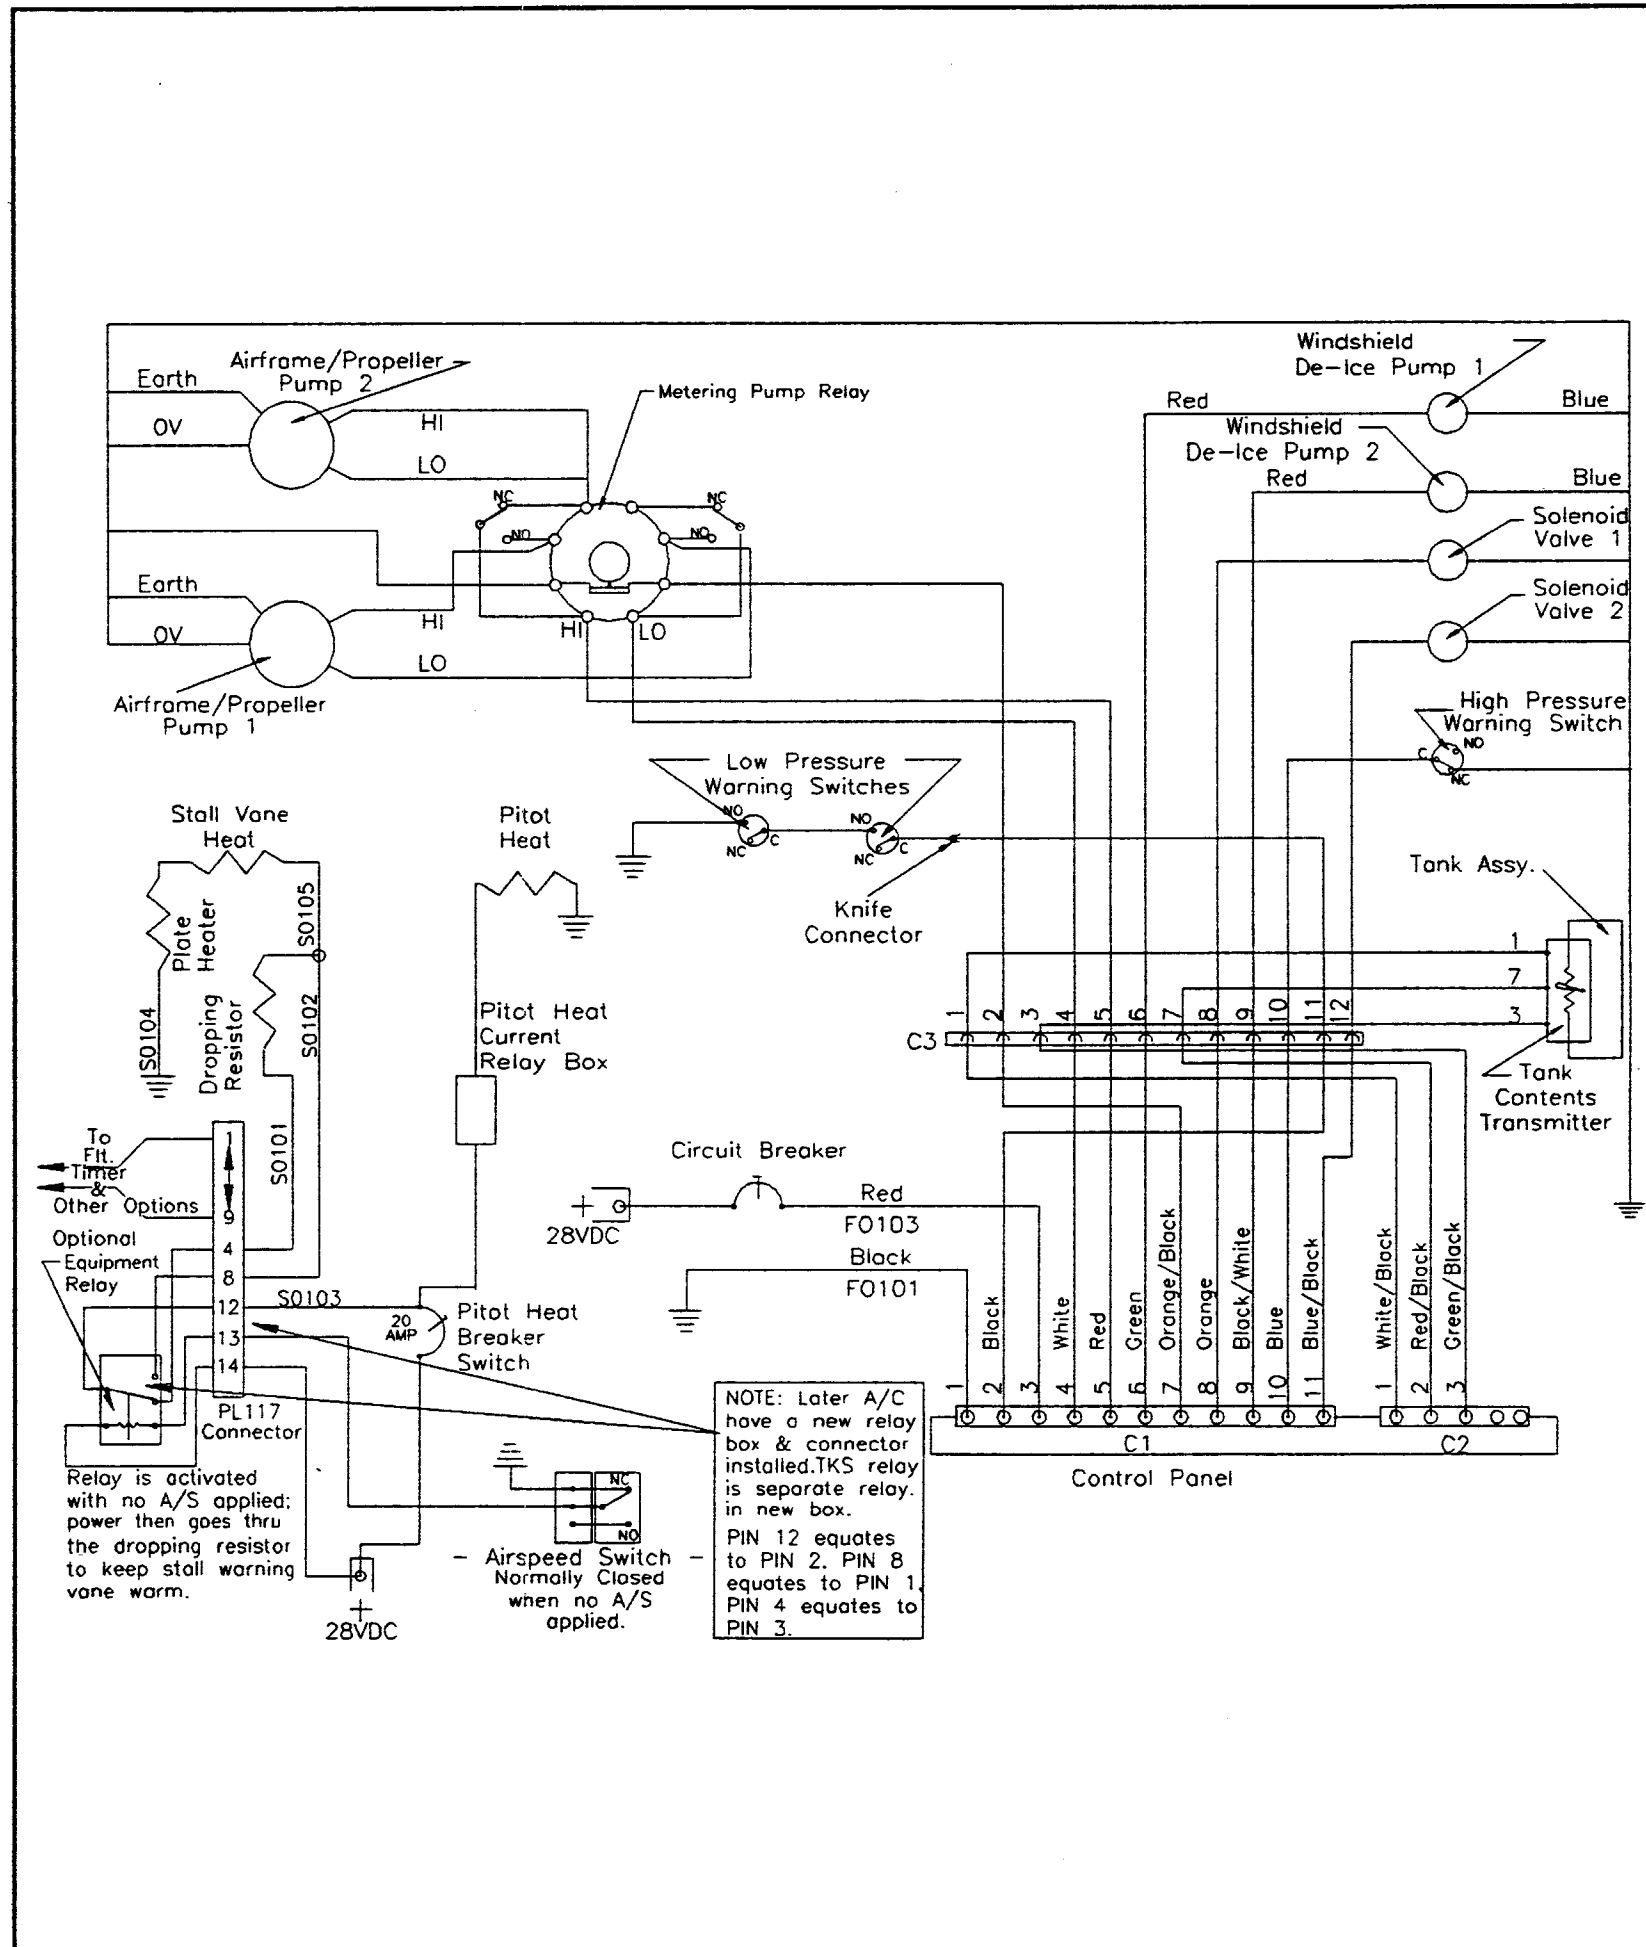 Airframe/Propeller
Pump 2
Earth
OV
HI
LO
Metering Pump Relay
NC
NC
NO
NO
HI
LO
Earth
OV
HI
LO
Airframe/Propeller
Pump 1
Windshield
De-Ice Pump 1
Red
Blue
Windshield
De-Ice Pump 2
Red
Blue
Solenoid
Valve 1
Solenoid
Valve 2
High Pressure
Warning Switch
C
NO
NC
Low Pressure
Warning Switches
NO
NC
C
NO
NC
C
Knife
Connector
Stall Vane
Heat
Pitot
Heat
Plate
Heater
S0105
S0104
Dropping
Resistor
S0102
S0101
Pitot Heat
Current
Relay Box
Tank Assy.
1
7
3
Tank
Contents
Transmitter
C3
1
2
3
4
5
6
7
8
9
10
11
12
To
Flt.
Timer
&
Other Options
Optional
Equipment
Relay
1
9
4
8
12
13
14
PL117
Connector
S0103
20
AMP
Pitot Heat
Breaker
Switch
Circuit Breaker
+
28VDC
Red
F0103
Black
F0101
Black
White
Red
Green
Orange/Black
Orange
Black/White
Blue
Blue/Black
White/Black
Red/Black
Green/Black
1
2
3
4
5
6
7
8
9
10
11
1
2
3
C1
C2
Control Panel
NOTE: Later A/C
have a new relay
box & connector
installed.TKS relay
is separate relay.
in new box.
PIN 12 equates
to PIN 2. PIN 8
equates to PIN 1.
PIN 4 equates to
PIN 3.
Relay is activated
with no A/S applied;
power then goes thru
the dropping resistor
to keep stall warning
vane warm.
+
28VDC
NC
NO
- Airspeed Switch -
Normally Closed
when no A/S
applied.